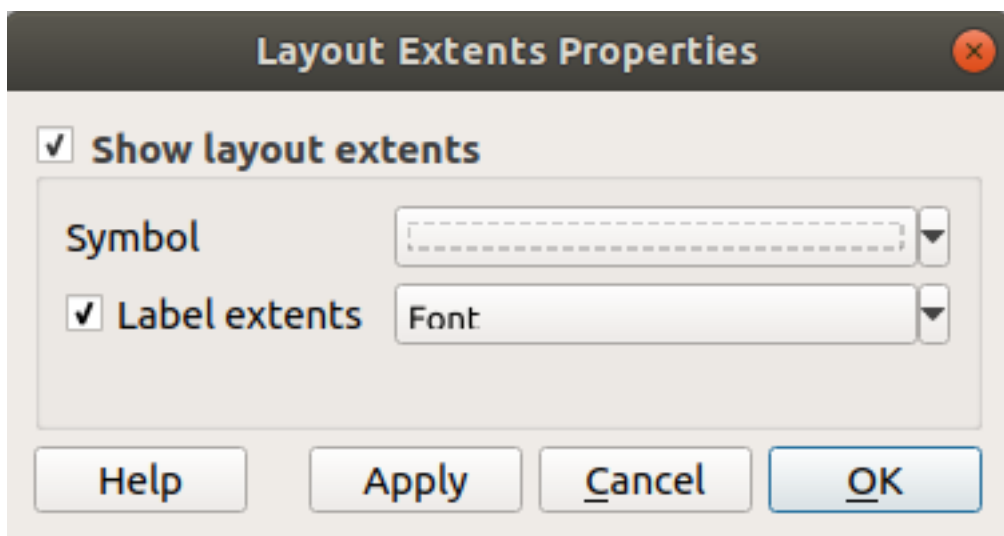 Layout Extents Properties
Show layout extents
Symbol
Label extents Font
Help Apply Cancel OK